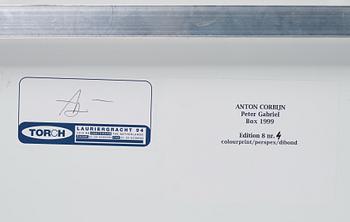 TORCH
LAURIERGRACHT 94
ANTON CORBIJN
Peter Gabriel
Box 1999
Edition 8 nr. 4
colourprint/perspex/dibond